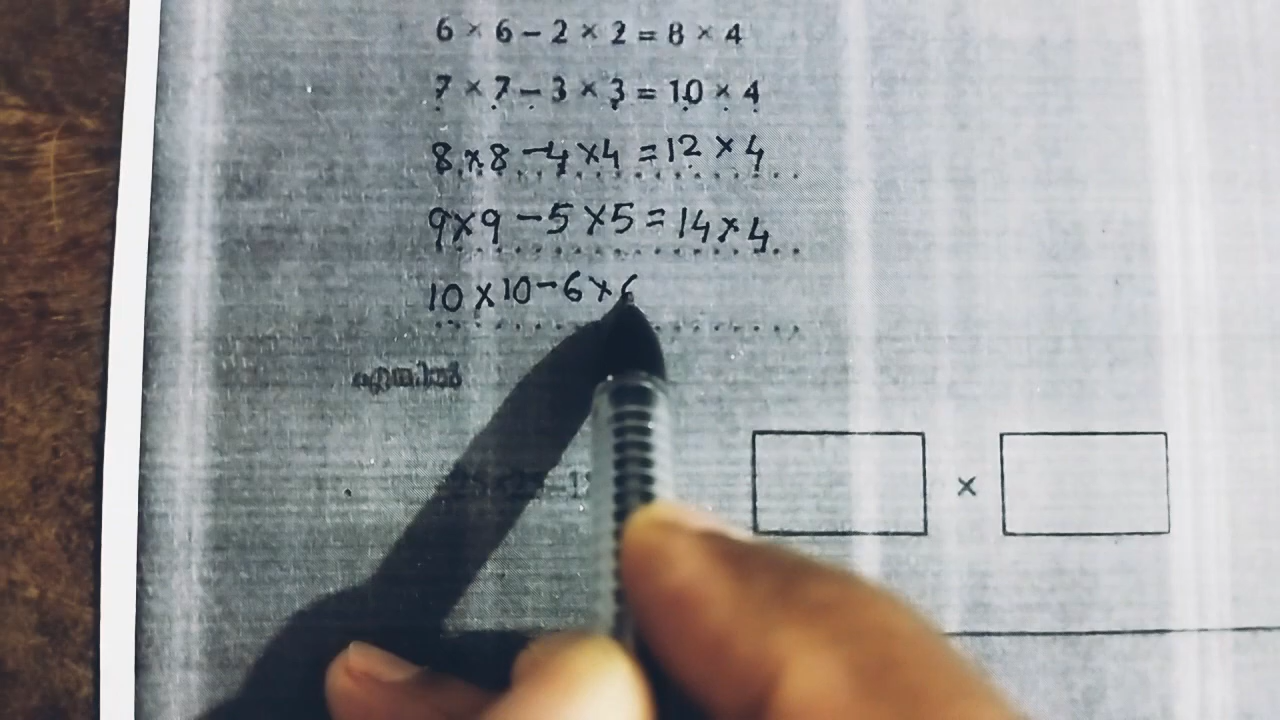 6 × 6 – 2 × 2 = 8 × 4
7 × 7 – 3 × 3 = 10 × 4
8 × 8 – 4 × 4 = 12 × 4
9 × 9 – 5 × 5 = 14 × 4
10 × 10 – 6 × 6
എങ്കിൽ
×